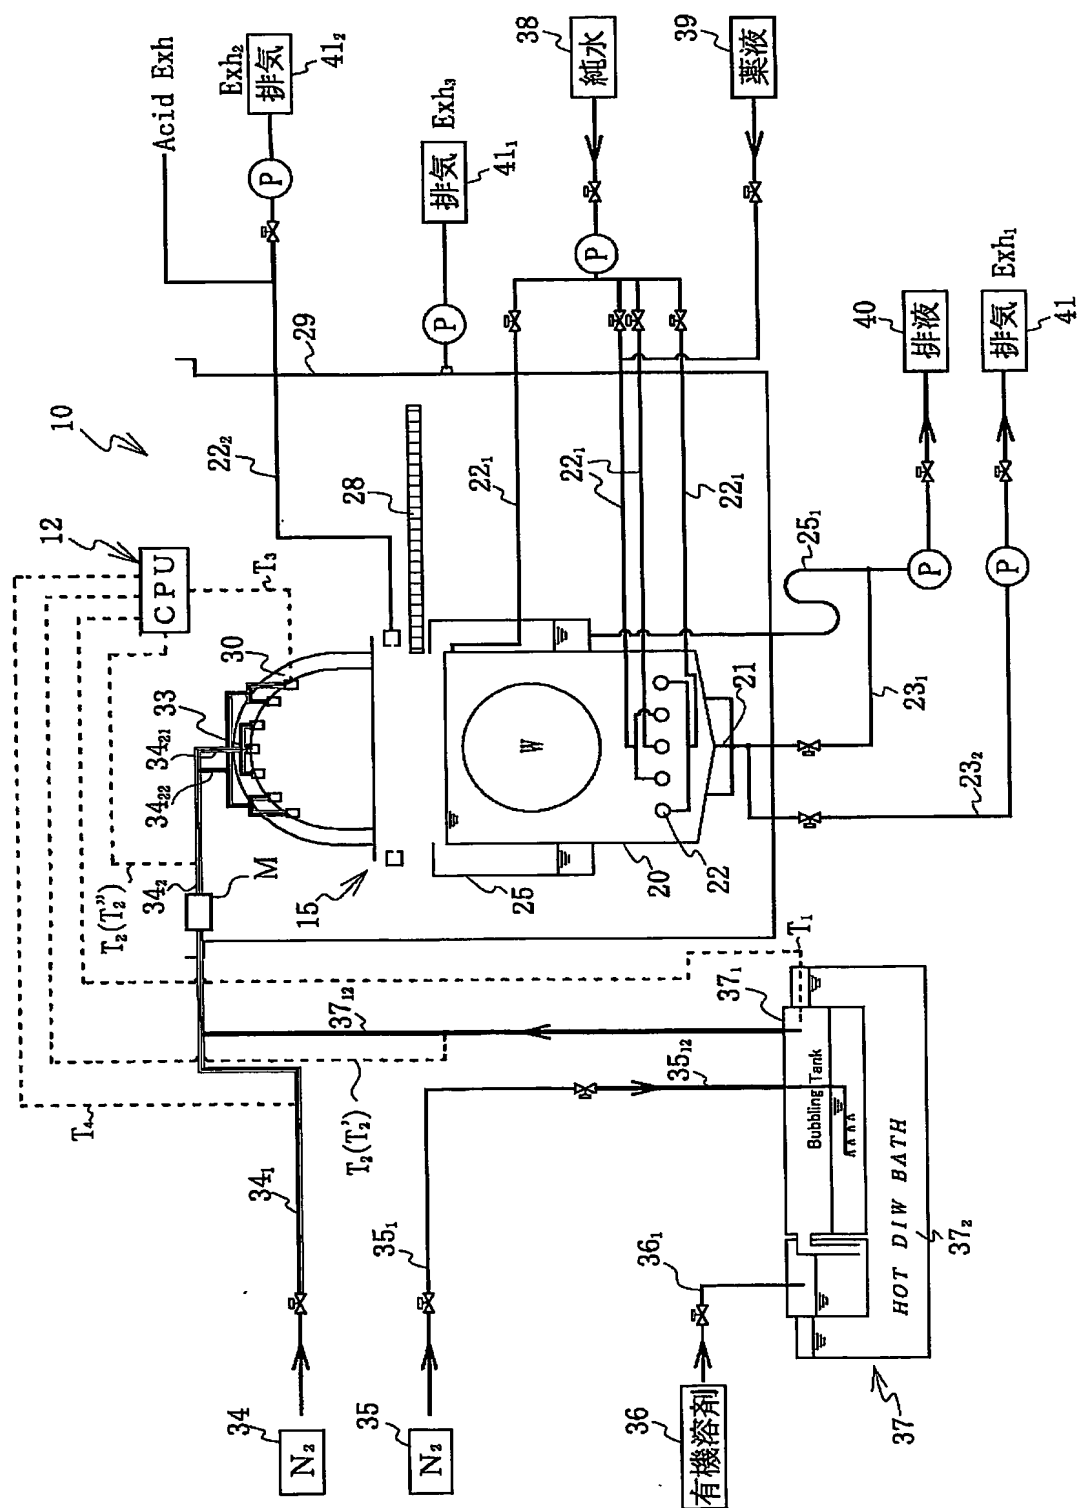 10
12
CPU
T₃
T₄
T₂(T₂'')
T₂(T₂')
T₁
Acid Exh
Exh₂
排気
41₂
P
Exh₃
排気
41₁
P
38
純水
P
39
薬液
40
排液
P
Exh₁
排気
41
P
29
22₂
28
22₁
22₁
22₁
25₁
23₁
23₂
30
33
34₂₁
34₂₂
34₂
M
15
25
20
22
21
W
37₁₂
37₁
35₁₂
Bubbling Tank
HOT DIW BATH
37₂
37
34₁
35₁
36₁
34
N₂
35
N₂
36
有機溶剤